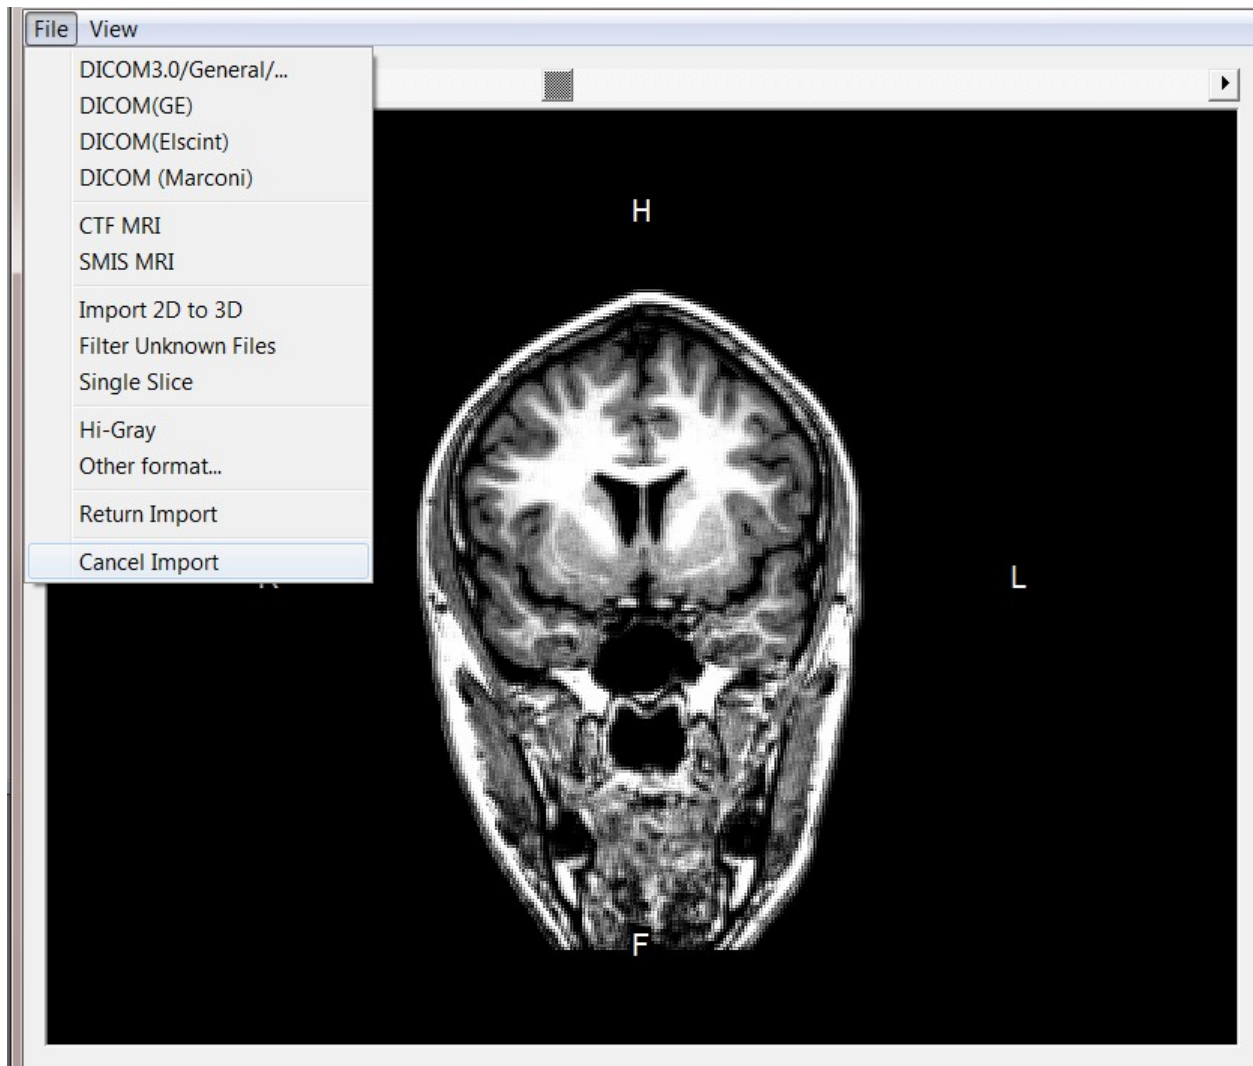 File View
DICOM3.0/General/...
DICOM(GE)
DICOM(Elscint)
DICOM (Marconi)
CTF MRI
SMIS MRI
Import 2D to 3D
Filter Unknown Files
Single Slice
Hi-Gray
Other format...
Return Import
Cancel Import
H
L
F